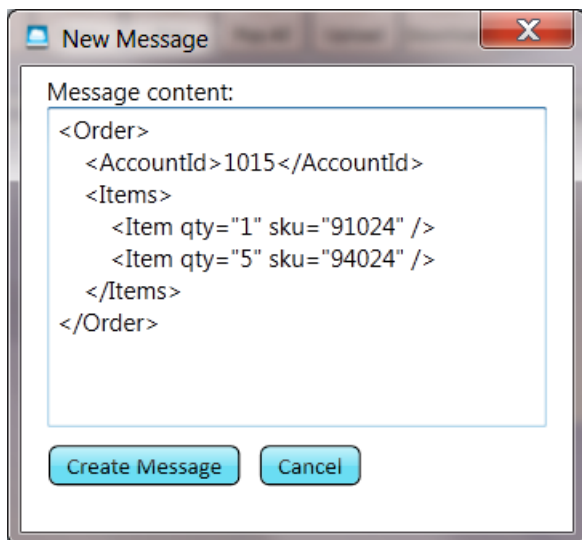 New Message
X
Message content:
<Order>
<AccountId>1015</AccountId>
<Items>
<Item qty="1" sku="91024" />
<Item qty="5" sku="94024" />
</Items>
</Order>
Create Message
Cancel